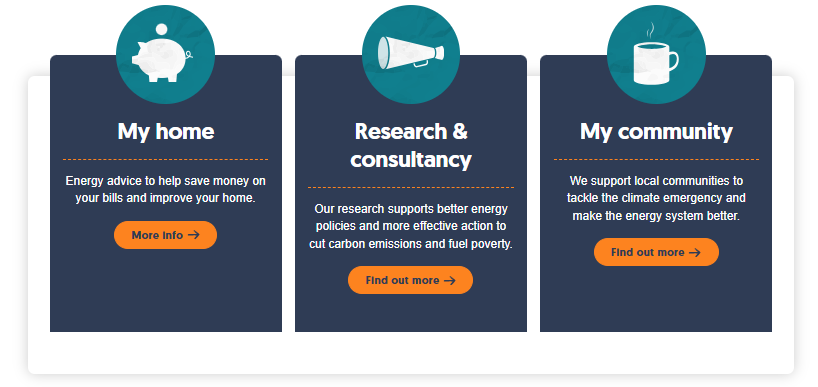 My home
Energy advice to help save money on
your bills and improve your home.
More info →
Research &
consultancy
Our research supports better energy
policies and more effective action to
cut carbon emissions and fuel poverty.
Find out more →
My community
We support local communities to
tackle the climate emergency and
make the energy system better.
Find out more →